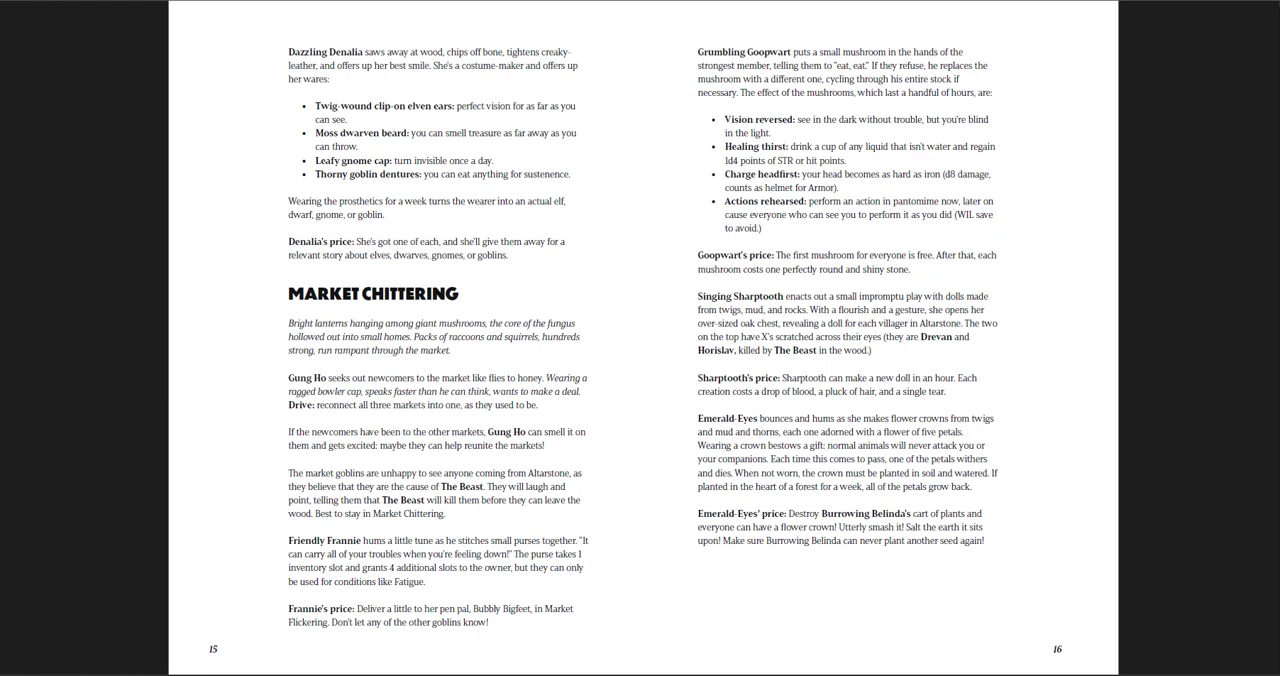 Dazzling Denalia saws away at wood, chips off bone, tightens creaky-
leather, and offers up her best smile. She's a costume-maker and offers up
her wares:
• Twig-wound clip-on elven ears: perfect vision for as far as you
can see.
• Moss dwarven beard: you can smell treasure as far away as you
can throw.
• Leafy gnome cap: turn invisible once a day.
• Thorny goblin dentures: you can eat anything for sustenence.
Wearing the prosthetics for a week turns the wearer into an actual elf,
dwarf, gnome, or goblin.
Denalia's price: She's got one of each, and she'll give them away for a
relevant story about elves, dwarves, gnomes, or goblins.
MARKET CHITTERING
Bright lanterns hanging among giant mushrooms, the core of the fungus
hollowed out into small homes. Packs of raccoons and squirrels, hundreds
strong, run rampant through the market.
Gung Ho seeks out newcomers to the market like flies to honey. Wearing a
ragged bowler cap, speaks faster than he can think, wants to make a deal.
Drive: reconnect all three markets into one, as they used to be.
If the newcomers have been to the other markets, Gung Ho can smell it on
them and gets excited: maybe they can help reunite the markets!
The market goblins are unhappy to see anyone coming from Altarstone, as
they believe that they are the cause of The Beast. They will laugh and
point, telling them that The Beast will kill them before they can leave the
wood. Best to stay in Market Chittering.
Friendly Frannie hums a little tune as he stitches small purses together. "It
can carry all of your troubles when you're feeling down!" The purse takes 1
inventory slot and grants 4 additional slots to the owner, but they can only
be used for conditions like Fatigue.
Frannie's price: Deliver a little to her pen pal, Bubbly Bigfeet, in Market
Flickering. Don't let any of the other goblins know!
15
Grumbling Goopwart puts a small mushroom in the hands of the
strongest member, telling them to "eat, eat." If they refuse, he replaces the
mushroom with a different one, cycling through his entire stock if
necessary. The effect of the mushrooms, which last a handful of hours, are:
• Vision reversed: see in the dark without trouble, but you're blind
in the light.
• Healing thirst: drink a cup of any liquid that isn't water and regain
1d4 points of STR or hit points.
• Charge headfirst: your head becomes as hard as iron (d8 damage,
counts as helmet for Armor).
• Actions rehearsed: perform an action in pantomime now, later on
cause everyone who can see you to perform it as you did (WIL save
to avoid.)
Goopwart's price: The first mushroom for everyone is free. After that, each
mushroom costs one perfectly round and shiny stone.
Singing Sharptooth enacts out a small impromptu play with dolls made
from twigs, mud, and rocks. With a flourish and a gesture, she opens her
over-sized oak chest, revealing a doll for each villager in Altarstone. The two
on the top have X's scratched across their eyes (they are Drevan and
Horislav, killed by The Beast in the wood.)
Sharptooth's price: Sharptooth can make a new doll in an hour. Each
creation costs a drop of blood, a pluck of hair, and a single tear.
Emerald-Eyes bounces and hums as she makes flower crowns from twigs
and mud and thorns, each one adorned with a flower of five petals.
Wearing a crown bestows a gift: normal animals will never attack you or
your companions. Each time this comes to pass, one of the petals withers
and dies. When not worn, the crown must be planted in soil and watered. If
planted in the heart of a forest for a week, all of the petals grow back.
Emerald-Eyes' price: Destroy Burrowing Belinda's cart of plants and
everyone can have a flower crown! Utterly smash it! Salt the earth it sits
upon! Make sure Burrowing Belinda can never plant another seed again!
16